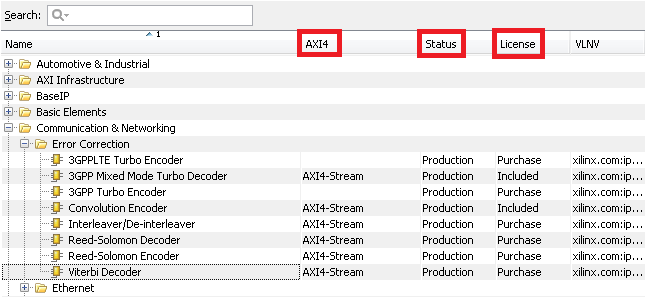 Search:
Name 1 AXI4 Status License VLNV
Automotive & Industrial
AXI Infrastructure
BaseIP
Basic Elements
Communication & Networking
Error Correction
3GPPLTE Turbo Encoder Production Purchase xilinx.com:ip...
3GPP Mixed Mode Turbo Decoder AXI4-Stream Production Included xilinx.com:ip...
3GPP Turbo Encoder Production Purchase xilinx.com:ip...
Convolution Encoder AXI4-Stream Production Included xilinx.com:ip...
Interleaver/De-interleaver AXI4-Stream Production Purchase xilinx.com:ip...
Reed-Solomon Decoder AXI4-Stream Production Purchase xilinx.com:ip...
Reed-Solomon Encoder AXI4-Stream Production Purchase xilinx.com:ip...
Viterbi Decoder AXI4-Stream Production Purchase xilinx.com:ip...
Ethernet